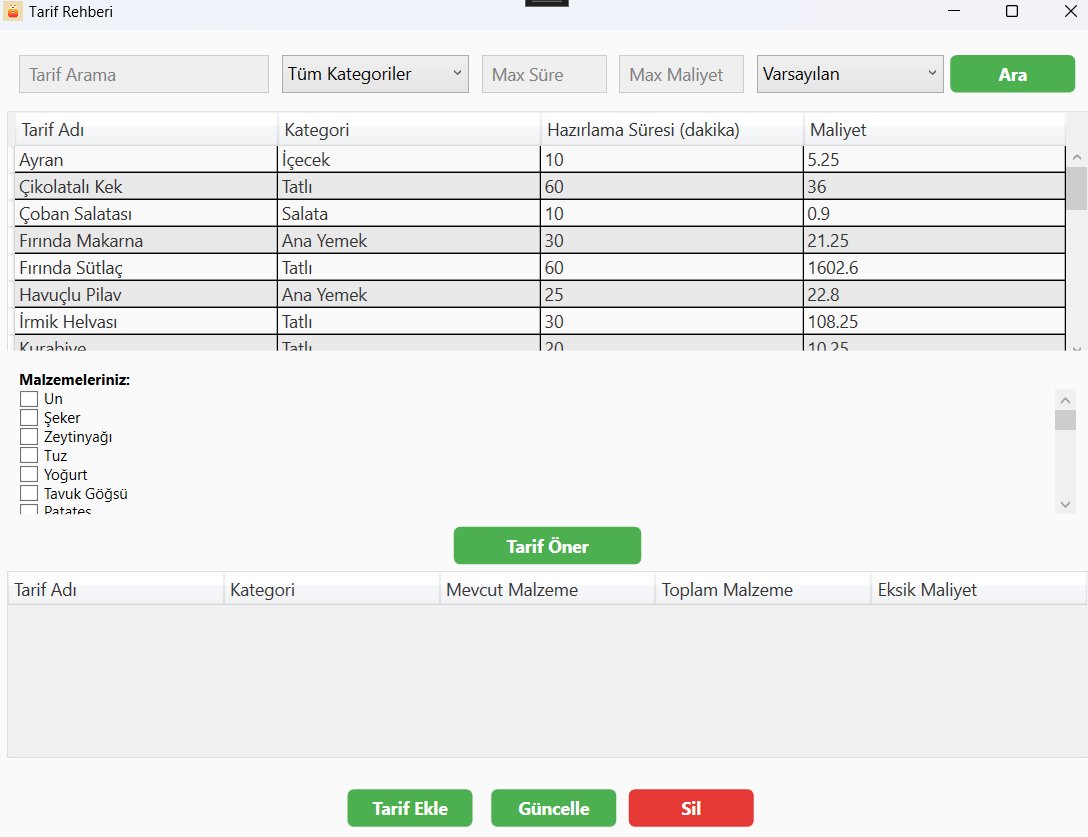 Tarif Rehberi
Tarif Arama Tüm Kategoriler Max Süre Max Maliyet Varsayılan Ara
Tarif Adı Kategori Hazırlama Süresi (dakika) Maliyet
Ayran İçecek 10 5.25
Çikolatalı Kek Tatlı 60 36
Çoban Salatası Salata 10 0.9
Fırında Makarna Ana Yemek 30 21.25
Fırında Sütlaç Tatlı 60 1602.6
Havuçlu Pilav Ana Yemek 25 22.8
İrmik Helvası Tatlı 30 108.25
Kurabiye Tatlı 20 10.25
Malzemeleriniz:
Un
Şeker
Zeytinyağı
Tuz
Yoğurt
Tavuk Göğsü
Patates
Tarif Öner
Tarif Adı Kategori Mevcut Malzeme Toplam Malzeme Eksik Maliyet
Tarif Ekle Güncelle Sil